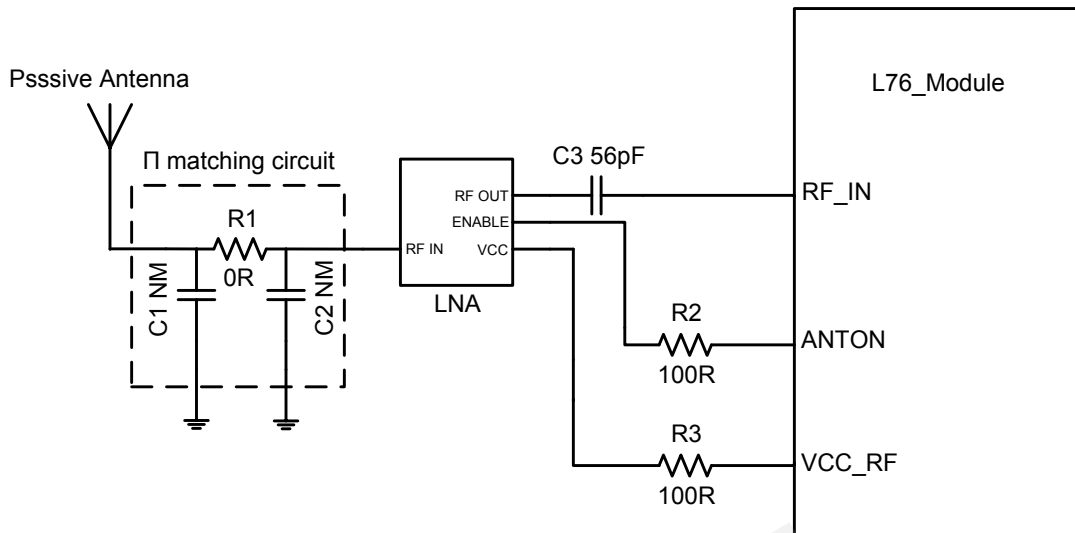 Psssive Antenna
Π matching circuit
R1
0R
C1 NM
C2 NM
RF IN
RF OUT
ENABLE
VCC
LNA
C3 56pF
L76_Module
RF_IN
R2
100R
ANTON
R3
100R
VCC_RF